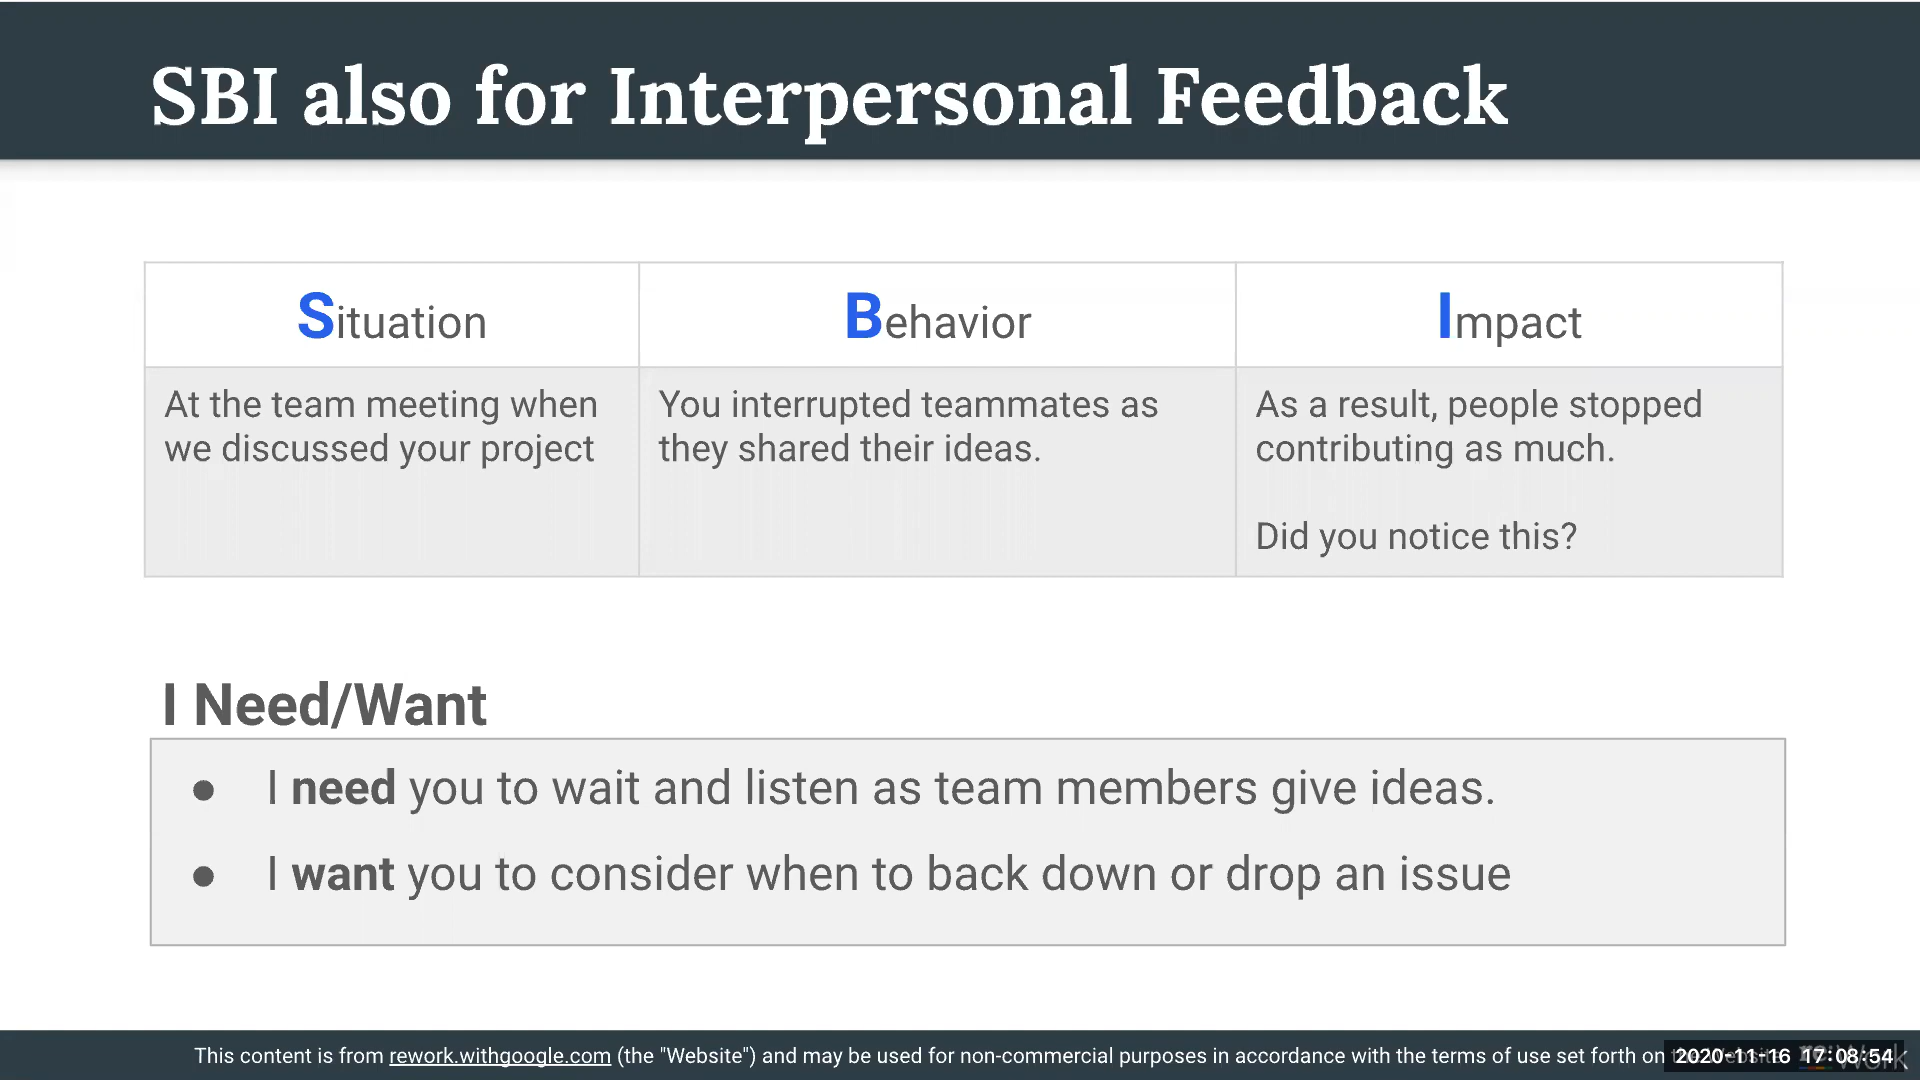 SBI also for Interpersonal Feedback
Situation
Behavior
Impact
At the team meeting when
we discussed your project
You interrupted teammates as
they shared their ideas.
As a result, people stopped
contributing as much.
Did you notice this?
I Need/Want
● I need you to wait and listen as team members give ideas.
● I want you to consider when to back down or drop an issue
This content is from rework.withgoogle.com (the "Website") and may be used for non-commercial purposes in accordance with the terms of use set forth on the Website
2020-11-16 17:08:54
re:Work